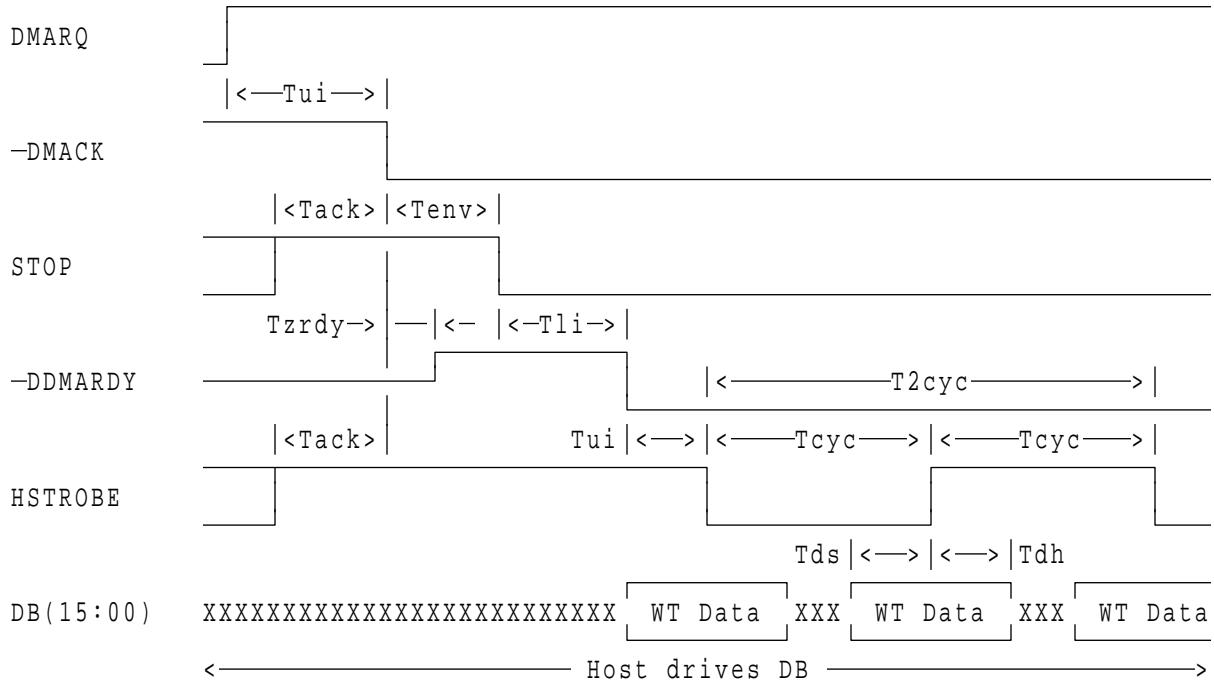 DMARQ
|<—Tui—>|
—DMACK
|<Tack>|<Tenv>|
STOP
Tzrdy—>|—|<— |<—Tli—>|
—DDMARDY |<—T2cyc—>|
|<Tack>| Tui|<—>|<—Tcyc—>|<—Tcyc—>|
HSTROBE
Tds|<—>|<—>|Tdh
DB(15:00) XXXXXXXXXXXXXXXXXXXXXXXXXX WT Data XXX WT Data XXX WT Data
<— Host drives DB —>